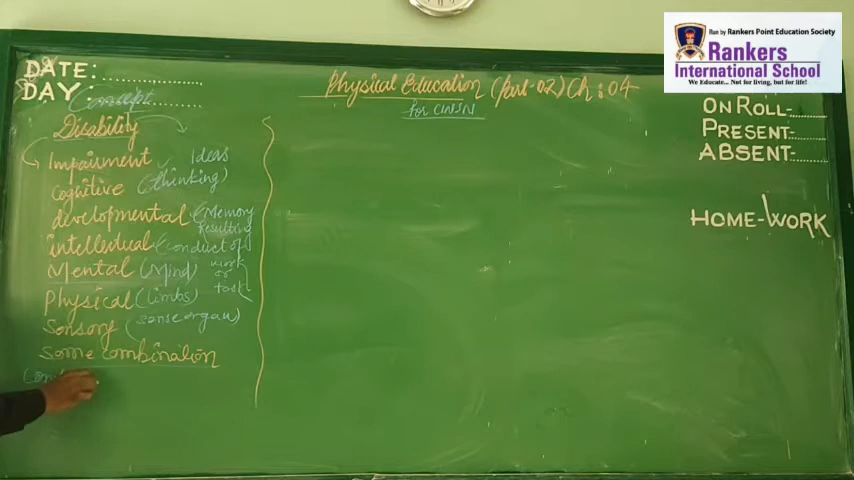 Run by Rankers Point Education Society
Rankers
International School
We Educate... Not for living, but for life!
DATE:
DAY
Concept
Physical Education (Part-02) Ch:04
for CWSN
ON ROLL-
PRESENT-
ABSENT-
HOME-WORK
Disability
Impairment Ideas
Cognitive (thinking)
developmental (Memory
Resulting
intellectual (conduct of
work
or
task
Mental (Mind)
Physical (limbs)
Sensory (sense organ)
Some combination